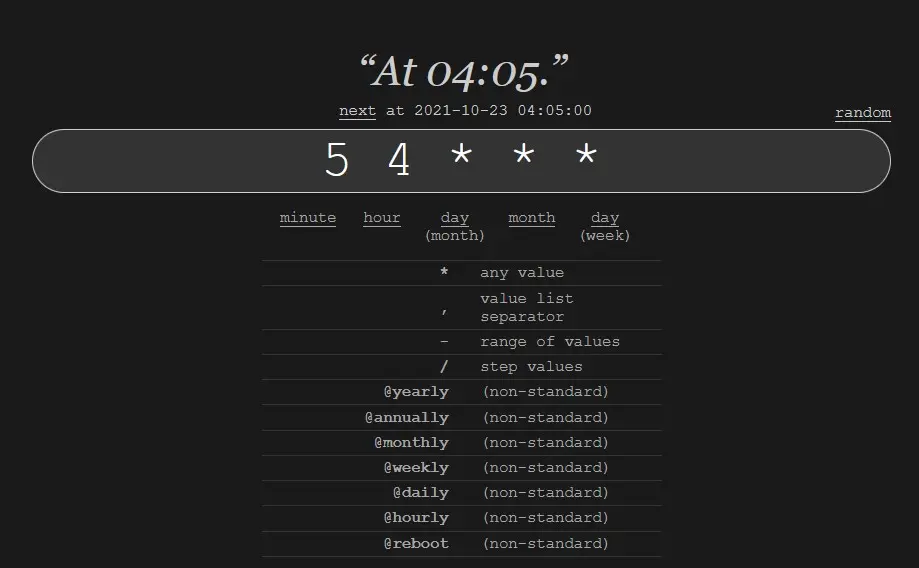 “At 04:05.”
next at 2021-10-23 04:05:00
random
5 4 * * *
minute hour day month day
(month) (week)
* any value
, value list
separator
- range of values
/ step values
@yearly (non-standard)
@annually (non-standard)
@monthly (non-standard)
@weekly (non-standard)
@daily (non-standard)
@hourly (non-standard)
@reboot (non-standard)